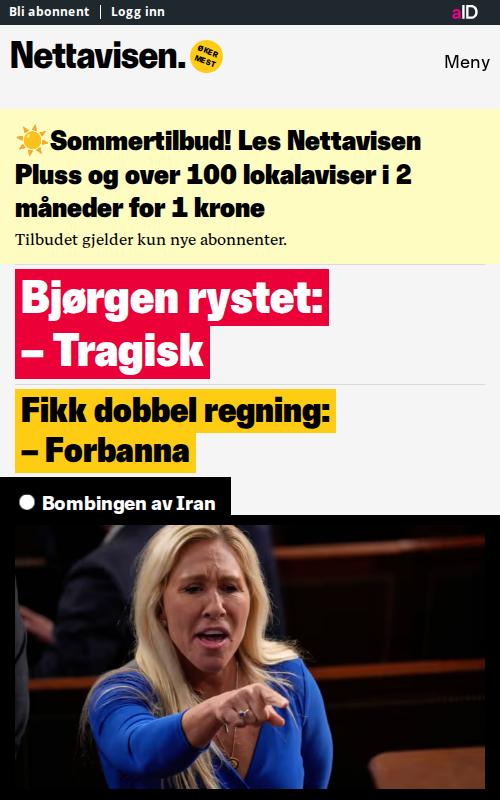 Bli abonnent | Logg inn
aID
Nettavisen.
ØKER
MEST
Meny
☀️Sommertilbud! Les Nettavisen
Pluss og over 100 lokalaviser i 2
måneder for 1 krone
Tilbudet gjelder kun nye abonnenter.
Bjørgen rystet:
– Tragisk
Fikk dobbel regning:
– Forbanna
Bombingen av Iran